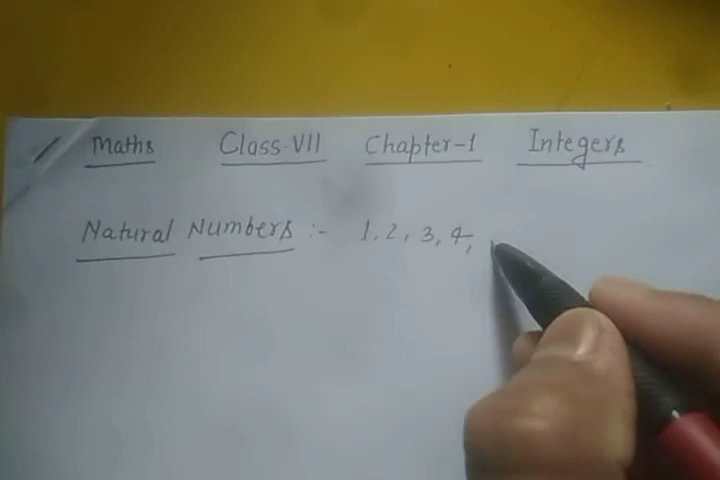 Maths Class-VII Chapter-1 Integers
Natural Numbers :- 1, 2, 3, 4,